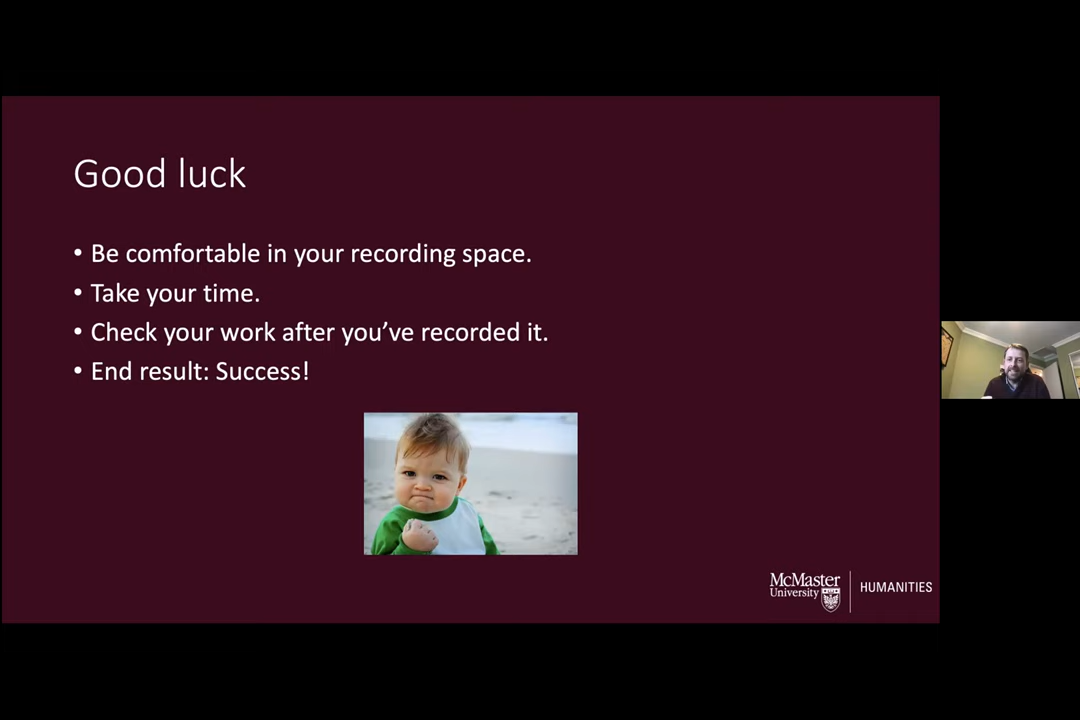 Good luck
• Be comfortable in your recording space.
• Take your time.
• Check your work after you’ve recorded it.
• End result: Success!
McMaster
University
HUMANITIES